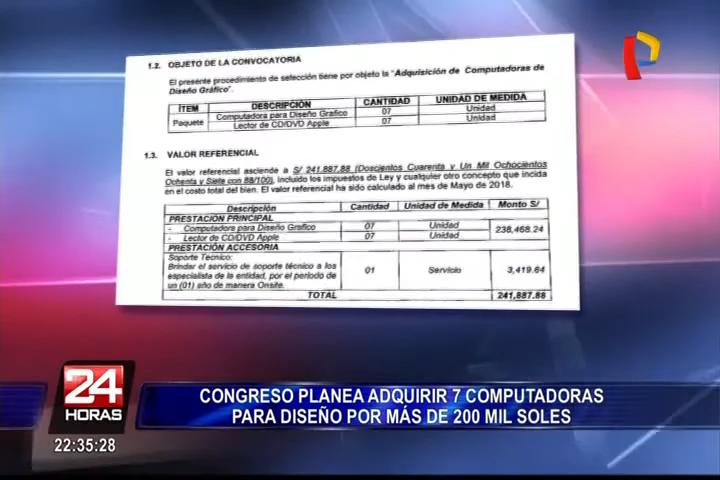 1.2. OBJETO DE LA CONVOCATORIA
El presente procedimiento de selección tiene por objeto la "Adquisición de Computadoras de
Diseño Gráfico".
ITEM DESCRIPCIÓN CANTIDAD UNIDAD DE MEDIDA
Paquete Computadora para Diseño Grafico 07 Unidad
Lector de CD/DVD Apple 07 Unidad
1.3. VALOR REFERENCIAL
El valor referencial asciende a S/ 241,887.88 (Doscientos Cuarenta y Un Mil Ochocientos
Ochenta y Siete con 88/100), incluido los impuestos de Ley y cualquier otro concepto que incida
en el costo total del bien. El valor referencial ha sido calculado al mes de Mayo de 2018.
Descripción Cantidad Unidad de Medida Monto S/
PRESTACIÓN PRINCIPAL
- Computadora para Diseño Grafico 07 Unidad 238,468.24
- Lector de CD/DVD Apple 07 Unidad
PRESTACIÓN ACCESORIA
Soporte Tecnico:
Brindar el servicio de soporte técnico a los
especialista de la entidad, por el periodo de
un (01) año de manera Onsite. 01 Servicio 3,419.64
TOTAL 241,887.88
24
HORAS
22:35:28
CONGRESO PLANEA ADQUIRIR 7 COMPUTADORAS
PARA DISEÑO POR MÁS DE 200 MIL SOLES